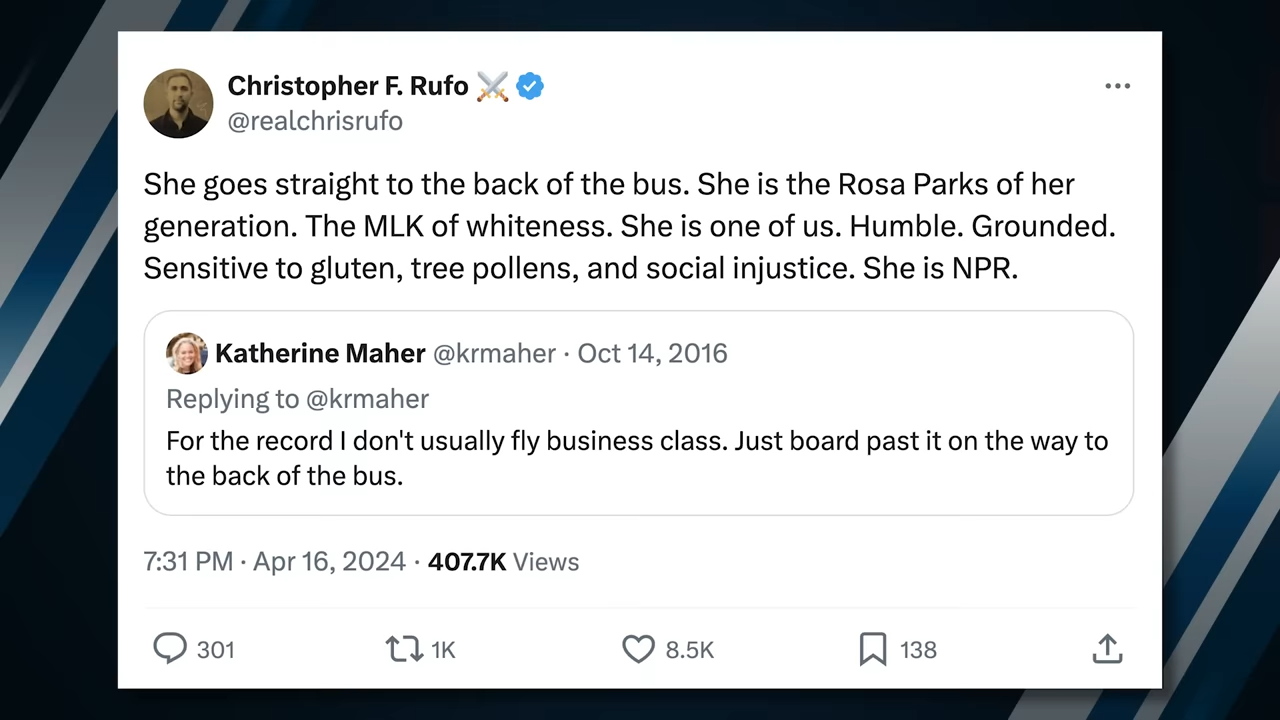 Christopher F. Rufo ⚔️
@realchrisrufo
She goes straight to the back of the bus. She is the Rosa Parks of her
generation. The MLK of whiteness. She is one of us. Humble. Grounded.
Sensitive to gluten, tree pollens, and social injustice. She is NPR.
Katherine Maher @krmaher · Oct 14, 2016
Replying to @krmaher
For the record I don't usually fly business class. Just board past it on the way to
the back of the bus.
7:31 PM · Apr 16, 2024 · 407.7K Views
301 1K 8.5K 138